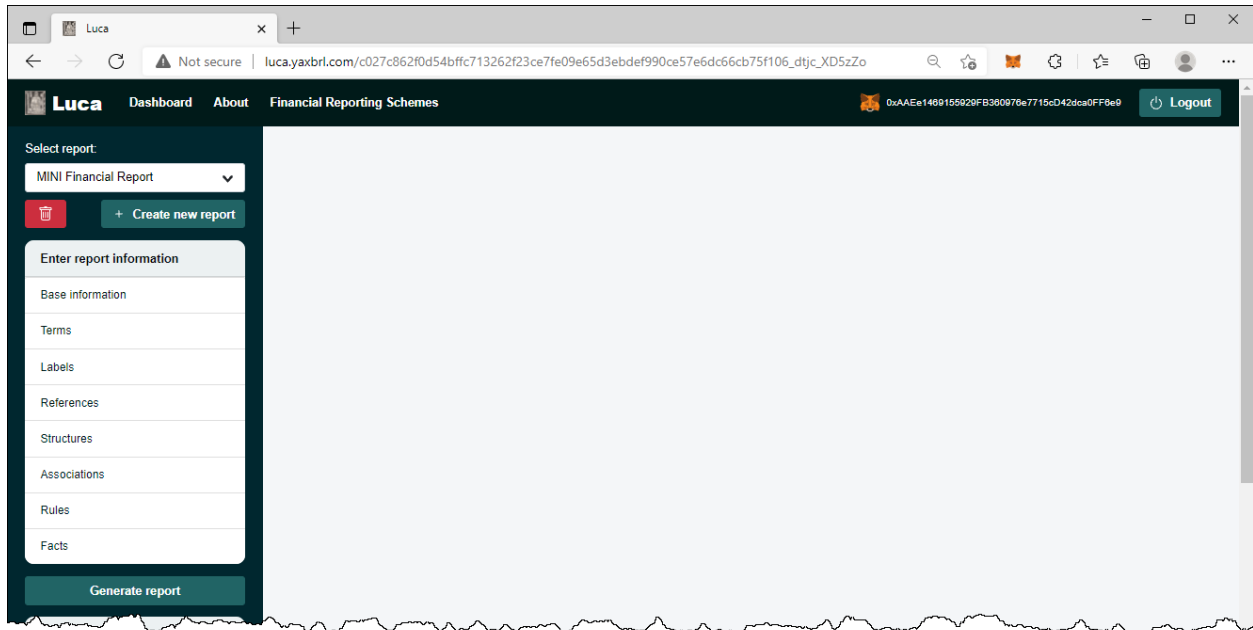 Luca
Not secure luca.yaxbrl.com/c027c862f0d54bffc713262f23ce7fe09e65d3ebdef990ce57e6dc66cb75f106_dtjc_XD5zZo
Luca Dashboard About Financial Reporting Schemes 0xAAEe1469155929FB360976e7715cD42dca0FF6e9 Logout
Select report:
MINI Financial Report
+ Create new report
Enter report information
Base information
Terms
Labels
References
Structures
Associations
Rules
Facts
Generate report